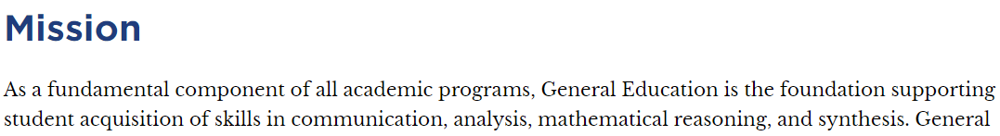 Mission
As a fundamental component of all academic programs, General Education is the foundation supporting
student acquisition of skills in communication, analysis, mathematical reasoning, and synthesis. General